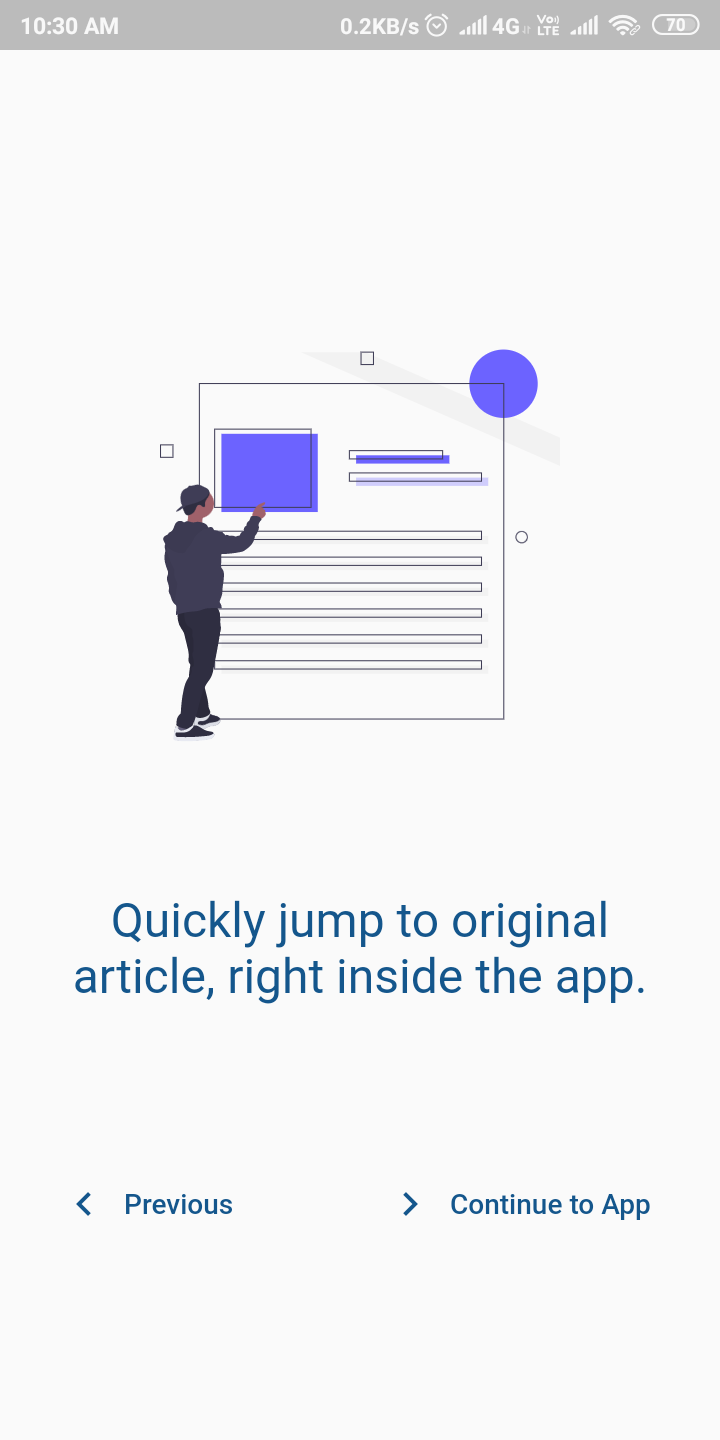 10:30 AM 0.2KB/s 4G Vo LTE 70
Quickly jump to original
article, right inside the app.
Previous Continue to App